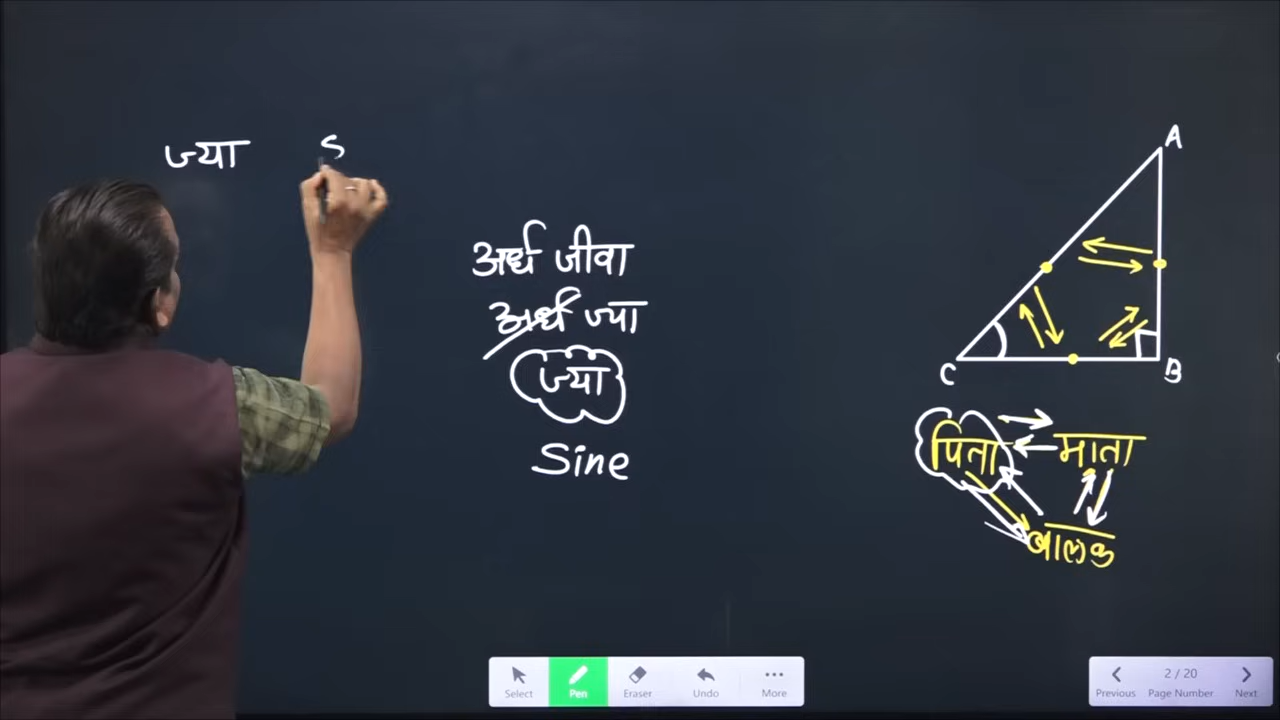 ज्या S
अर्ध जीवा
अर्ध ज्या
ज्या
Sine
A
C
B
पिता माता
बालक
Select Pen Eraser Undo More
Previous 2 / 20 Page Number Next